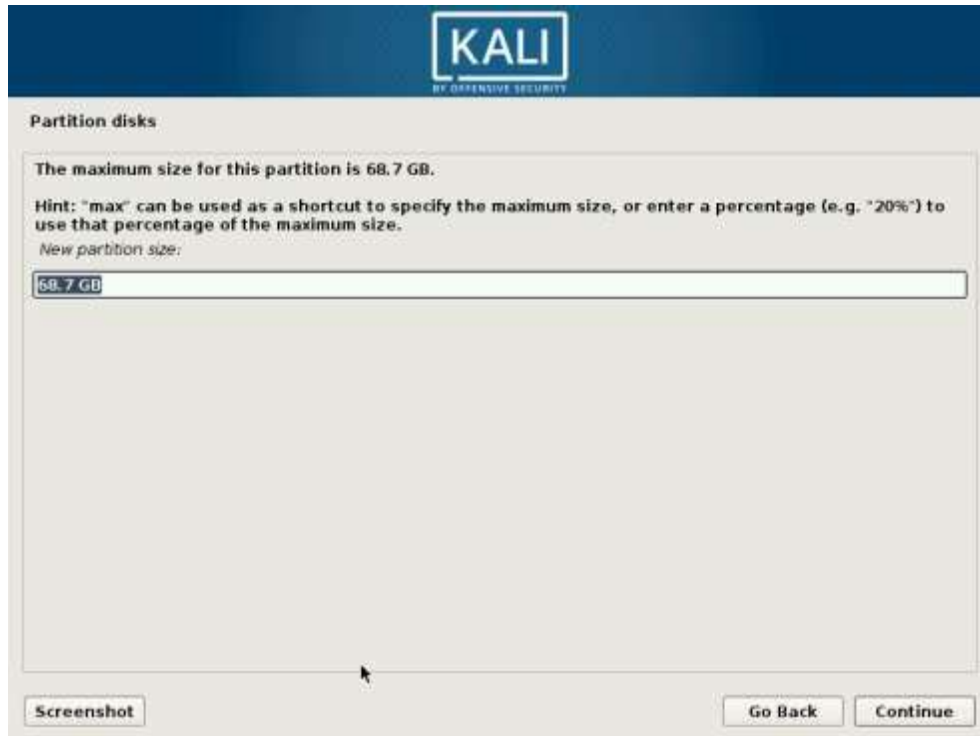 KALI
BY OFFENSIVE SECURITY
Partition disks
The maximum size for this partition is 68.7 GB.
Hint: "max" can be used as a shortcut to specify the maximum size, or enter a percentage (e.g. "20%") to
use that percentage of the maximum size.
New partition size:
68.7 GB
Screenshot
Go Back
Continue